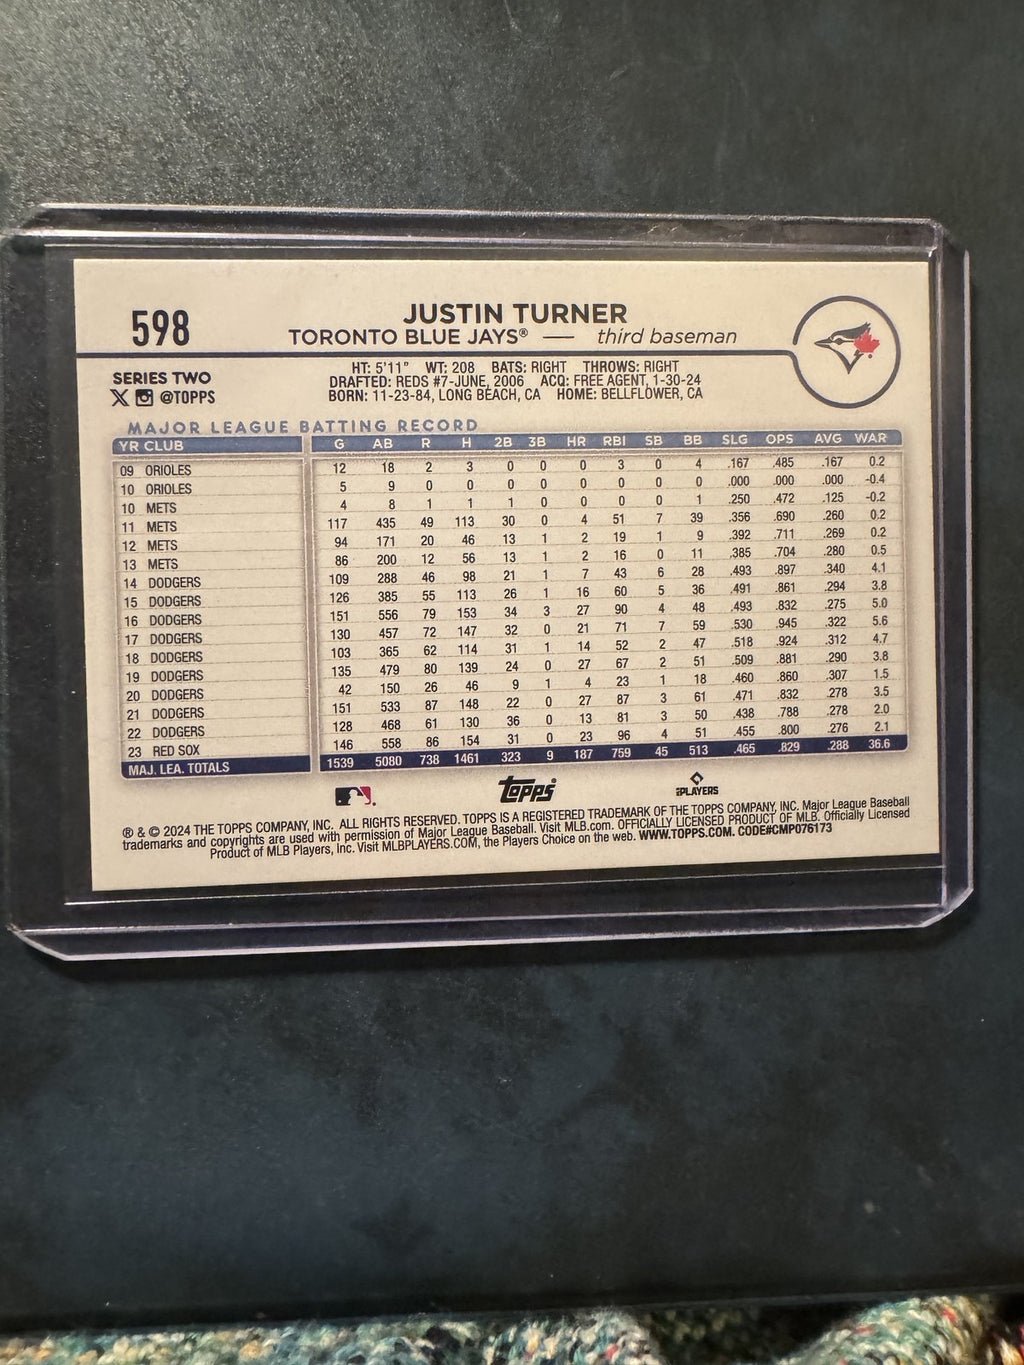 598
JUSTIN TURNER
TORONTO BLUE JAYS® — third baseman
SERIES TWO
@TOPPS
HT: 5'11" WT: 208 BATS: RIGHT THROWS: RIGHT
DRAFTED: REDS #7-JUNE, 2006 ACQ: FREE AGENT, 1-30-24
BORN: 11-23-84, LONG BEACH, CA HOME: BELLFLOWER, CA
MAJOR LEAGUE BATTING RECORD
YR CLUB G AB R H 2B 3B HR RBI SB BB SLG OPS AVG WAR
09 ORIOLES 12 18 2 3 0 0 0 3 0 4 .167 .485 .167 0.2
10 ORIOLES 5 9 0 0 0 0 0 0 0 0 .000 .000 .000 -0.4
10 METS 4 8 1 1 1 0 0 0 0 1 .250 .472 .125 -0.2
11 METS 117 435 49 113 30 0 4 51 7 39 .356 .690 .260 0.2
12 METS 94 171 20 46 13 1 2 19 1 9 .392 .711 .269 0.2
13 METS 86 200 12 56 13 1 2 16 0 11 .385 .704 .280 0.5
14 DODGERS 109 288 46 98 21 1 7 43 6 28 .493 .897 .340 4.1
15 DODGERS 126 385 55 113 26 1 16 60 5 36 .491 .861 .294 3.8
16 DODGERS 151 556 79 153 34 3 27 90 4 48 .493 .832 .275 5.0
17 DODGERS 130 457 72 147 32 0 21 71 7 59 .530 .945 .322 5.6
18 DODGERS 103 365 62 114 31 1 14 52 2 47 .518 .924 .312 4.7
19 DODGERS 135 479 80 139 24 0 27 67 2 51 .509 .881 .290 3.8
20 DODGERS 42 150 26 46 9 1 4 23 1 18 .460 .860 .307 1.5
21 DODGERS 151 533 87 148 22 0 27 87 3 61 .471 .832 .278 3.5
22 DODGERS 128 468 61 130 36 0 13 81 3 50 .438 .788 .278 2.0
23 RED SOX 146 558 86 154 31 0 23 96 4 51 .455 .800 .276 2.1
MAJ. LEA. TOTALS 1539 5080 738 1461 323 9 187 759 45 513 .465 .829 .288 36.6
Topps
PLAYERS
® & © 2024 THE TOPPS COMPANY, INC. ALL RIGHTS RESERVED. TOPPS IS A REGISTERED TRADEMARK OF THE TOPPS COMPANY, INC. Major League Baseball
trademarks and copyrights are used with permission of Major League Baseball. Visit MLB.com. OFFICIALLY LICENSED PRODUCT OF MLB. Officially Licensed
Product of MLB Players, Inc. Visit MLBPLAYERS.COM, the Players Choice on the web. WWW.TOPPS.COM. CODE#CMP076173